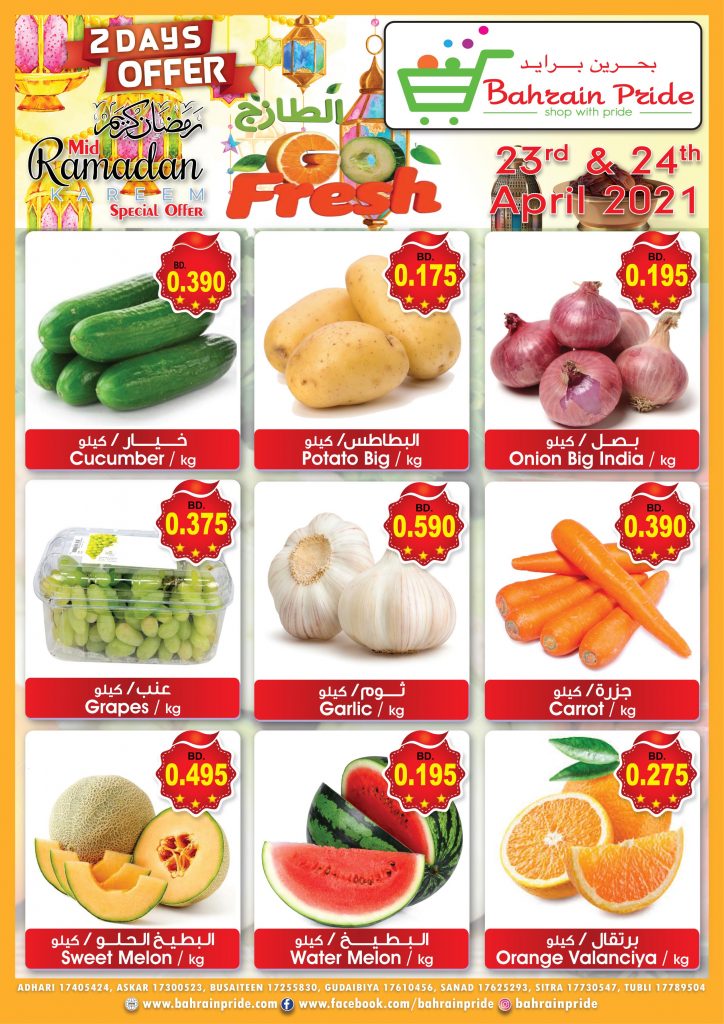 2 DAYS
OFFER
رمضان كريم
Mid
Ramadan
KAREEM
Special Offer
الطازج
GO
Fresh
بحرين برايد
Bahrain Pride
shop with pride
23rd & 24th
April 2021
BD.
0.390
خيار / كيلو
Cucumber / kg
BD.
0.175
البطاطس/ كيلو
Potato Big / kg
BD.
0.195
بصل / كيلو
Onion Big India / kg
BD.
0.375
عنب/ كيلو
Grapes / kg
BD.
0.590
ثوم/ كيلو
Garlic / kg
BD.
0.390
جزرة/ كيلو
Carrot / kg
BD.
0.495
البطيخ الحلو / كيلو
Sweet Melon / kg
BD.
0.195
البطيخ / كيلو
Water Melon / kg
BD.
0.275
برتقال/ كيلو
Orange Valanciya / kg
ADHARI 17405424, ASKAR 17300523, BUSAITEEN 17255830, GUDAIBIYA 17610456, SANAD 17625293, SITRA 17730547, TUBLI 17789504
www.bahrainpride.com www.facebook.com/bahrainpride bahrainpride